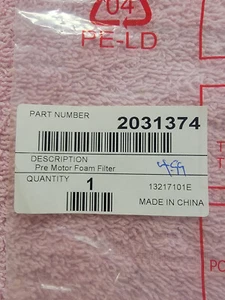 04
PE-LD
PART NUMBER
2031374
DESCRIPTION
Pre Motor Foam Filter
4.99
QUANTITY
1
13217101E
MADE IN CHINA